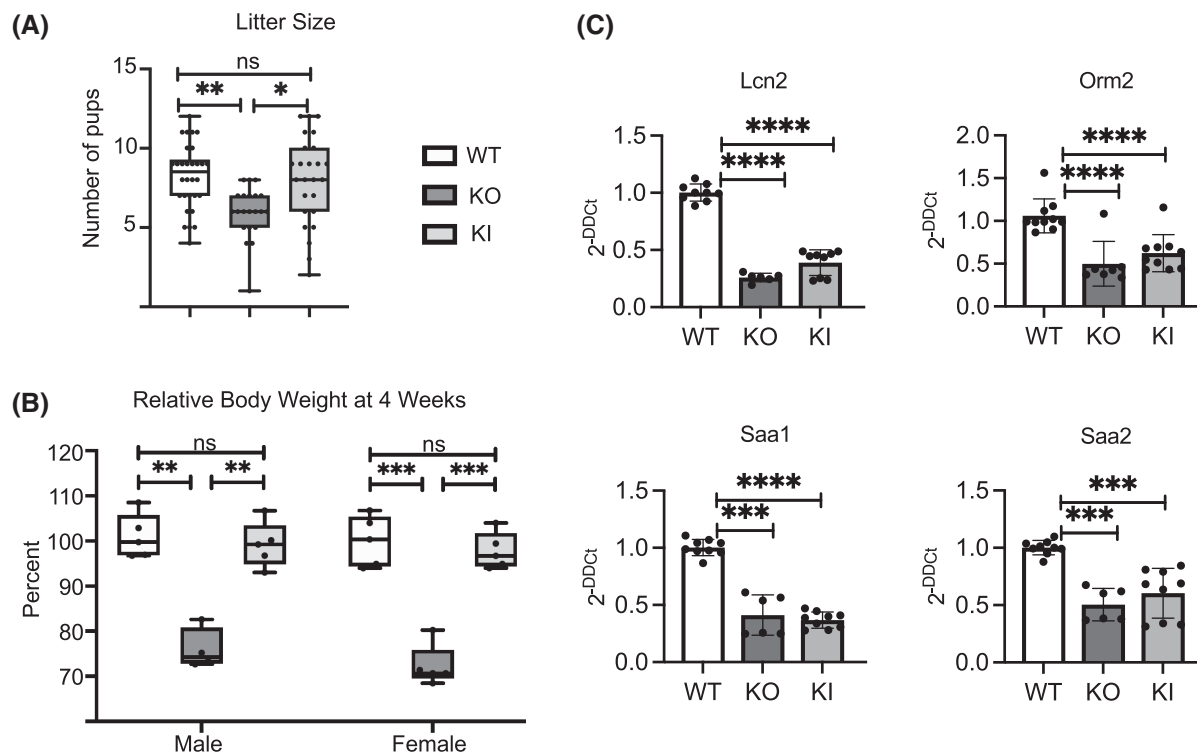 (A)
Litter Size
Number of pups
15
10
5
ns
**
*
WT
KO
KI
(B)
Relative Body Weight at 4 Weeks
Percent
120
110
100
90
80
70
ns
**
**
ns
***
***
Male
Female
(C)
Lcn2
2-DDCt
1.5
1.0
0.5
0.0
****
****
WT
KO
KI
Orm2
2-DDCt
2.0
1.5
1.0
0.5
0.0
****
****
WT
KO
KI
Saa1
2-DDCt
1.5
1.0
0.5
0.0
****
***
WT
KO
KI
Saa2
2-DDCt
1.5
1.0
0.5
0.0
***
***
WT
KO
KI